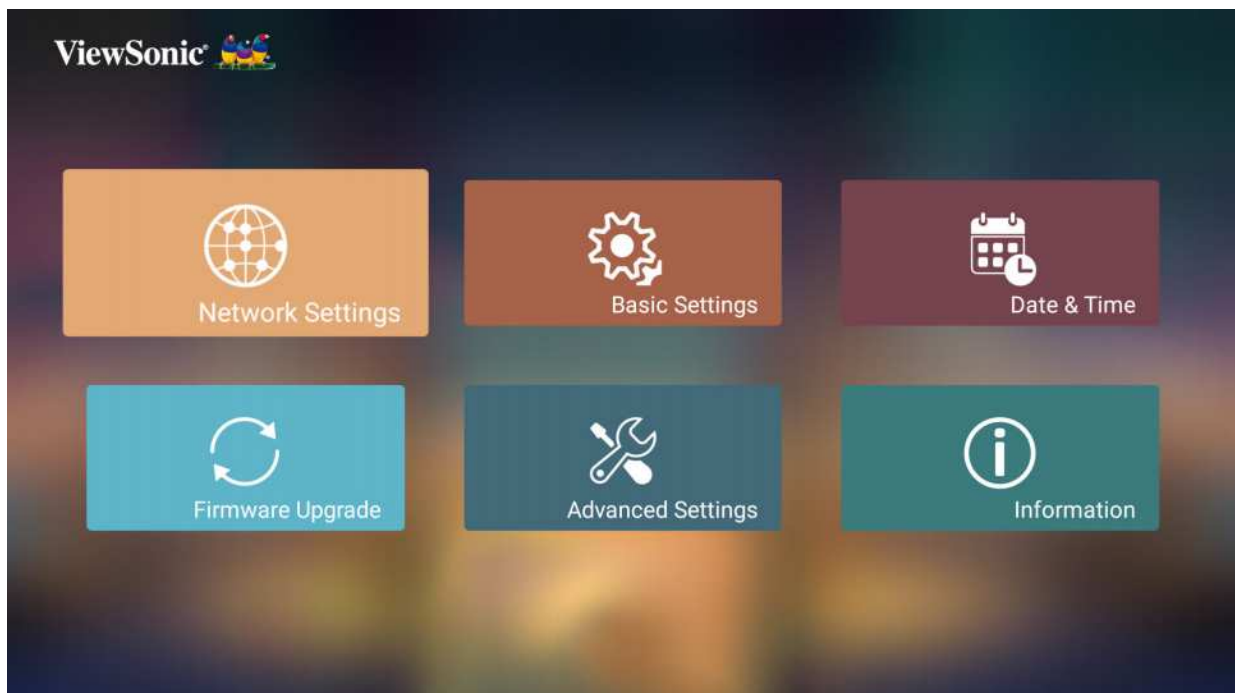 ViewSonic®
Network Settings
Basic Settings
Date & Time
Firmware Upgrade
Advanced Settings
Information